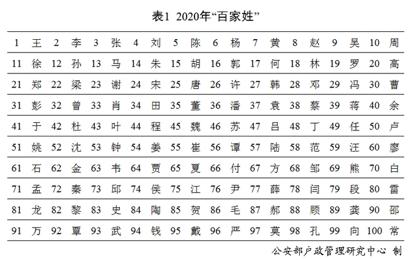 表1 2020年“百家姓”
1 王 2 李 3 张 4 刘 5 陈 6 杨 7 黄 8 赵 9 吴 10 周
11 徐 12 孙 13 马 14 朱 15 胡 16 郭 17 何 18 林 19 罗 20 高
21 郑 22 梁 23 谢 24 宋 25 唐 26 许 27 韩 28 邓 29 冯 30 曹
31 彭 32 曾 33 肖 34 田 35 董 36 潘 37 袁 38 蔡 39 蒋 40 余
41 于 42 杜 43 叶 44 程 45 魏 46 苏 47 吕 48 丁 49 任 50 卢
51 姚 52 沈 53 钟 54 姜 55 崔 56 谭 57 陆 58 范 59 汪 60 廖
61 石 62 金 63 韦 64 贾 65 夏 66 付 67 方 68 邹 69 熊 70 白
71 孟 72 秦 73 邱 74 侯 75 江 76 尹 77 薛 78 闫 79 段 80 雷
81 龙 82 黎 83 史 84 陶 85 贺 86 毛 87 郝 88 顾 89 龚 90 邵
91 万 92 覃 93 武 94 钱 95 戴 96 严 97 莫 98 孔 99 向 100 常
公安部户政管理研究中心 制